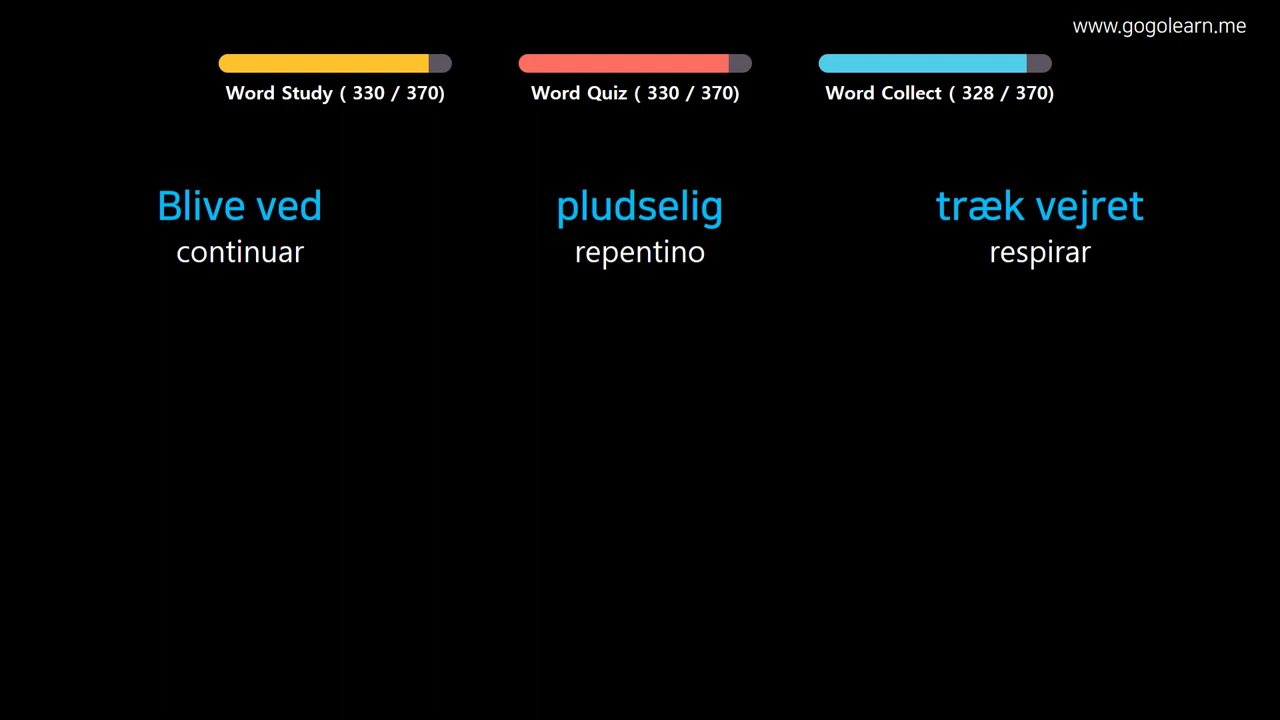 www.gogolearn.me
Word Study ( 330 / 370)
Word Quiz ( 330 / 370)
Word Collect ( 328 / 370)
Blive ved
continuar
pludselig
repentino
træk vejret
respirar